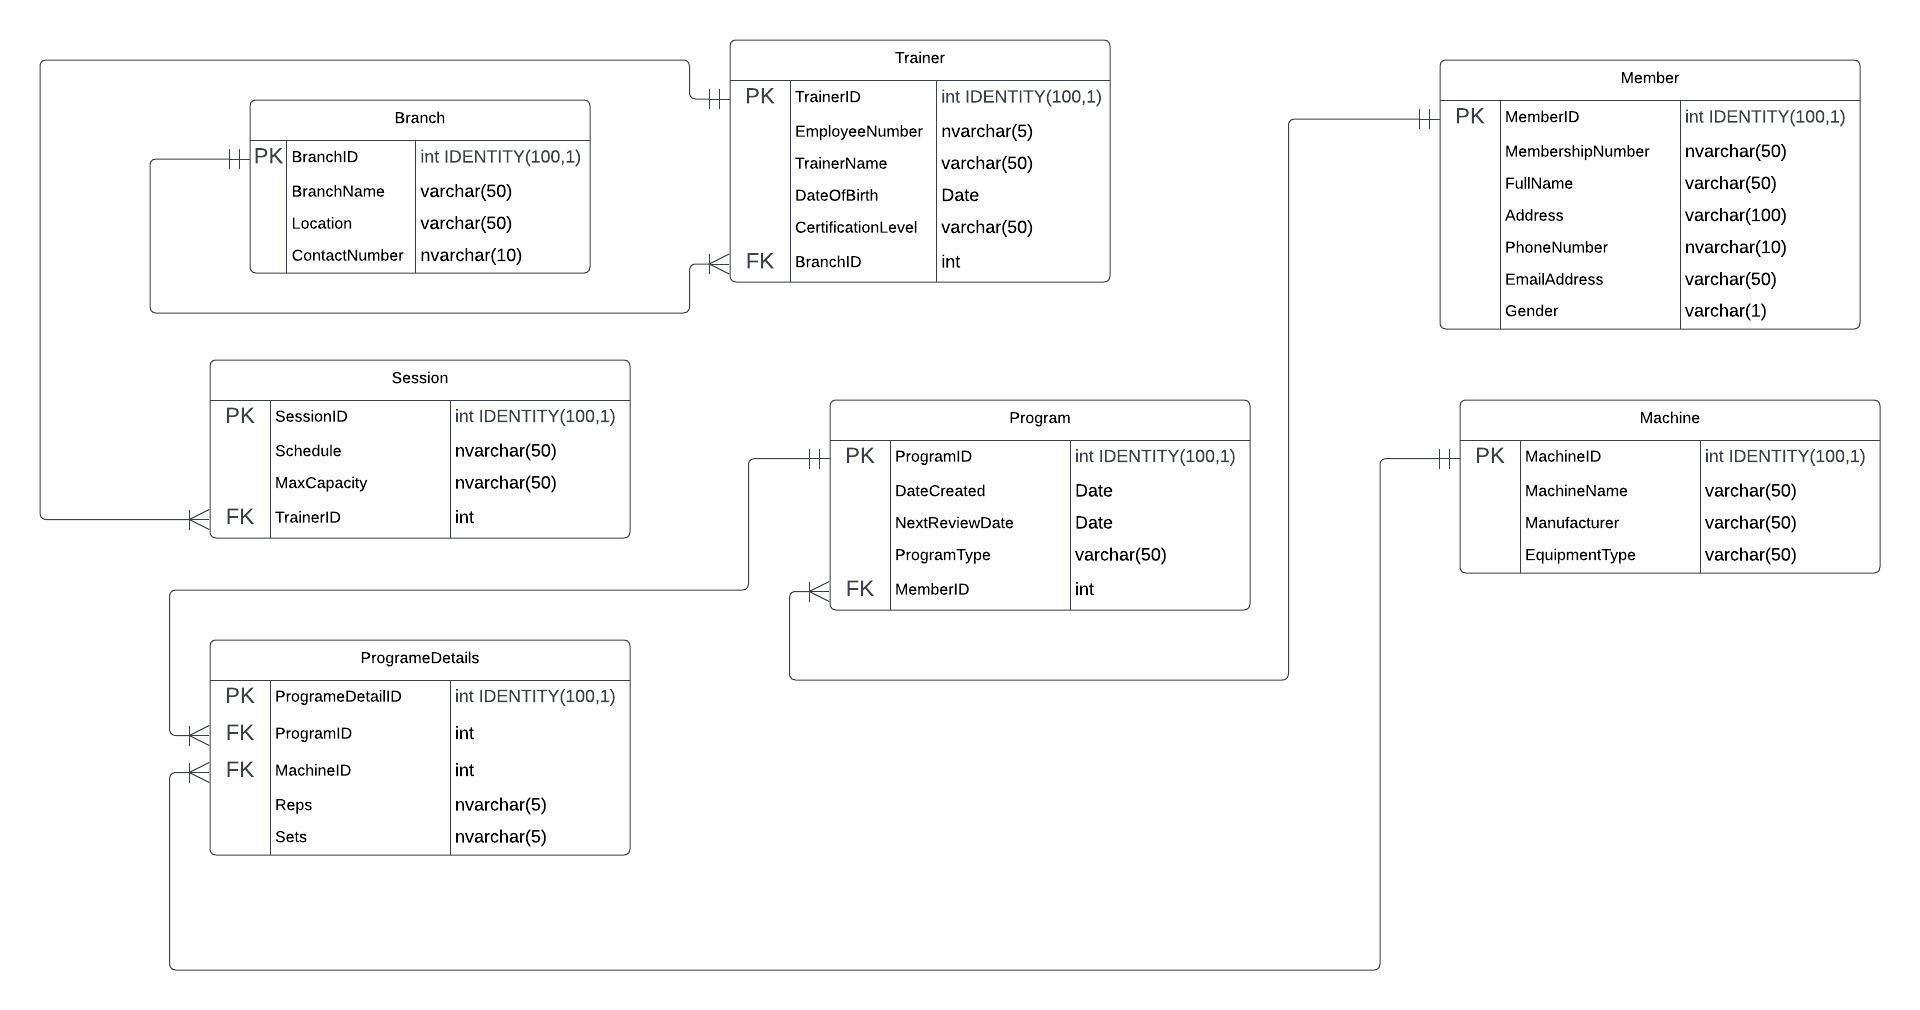 Branch
PK BranchID int IDENTITY(100,1)
BranchName varchar(50)
Location varchar(50)
ContactNumber nvarchar(10)
Trainer
PK TrainerID int IDENTITY(100,1)
EmployeeNumber nvarchar(5)
TrainerName varchar(50)
DateOfBirth Date
CertificationLevel varchar(50)
FK BranchID int
Member
PK MemberID int IDENTITY(100,1)
MembershipNumber nvarchar(50)
FullName varchar(50)
Address varchar(100)
PhoneNumber nvarchar(10)
EmailAddress varchar(50)
Gender varchar(1)
Session
PK SessionID int IDENTITY(100,1)
Schedule nvarchar(50)
MaxCapacity nvarchar(50)
FK TrainerID int
Program
PK ProgramID int IDENTITY(100,1)
DateCreated Date
NextReviewDate Date
ProgramType varchar(50)
FK MemberID int
Machine
PK MachineID int IDENTITY(100,1)
MachineName varchar(50)
Manufacturer varchar(50)
EquipmentType varchar(50)
ProgrameDetails
PK ProgrameDetailID int IDENTITY(100,1)
FK ProgramID int
FK MachineID int
Reps nvarchar(5)
Sets nvarchar(5)